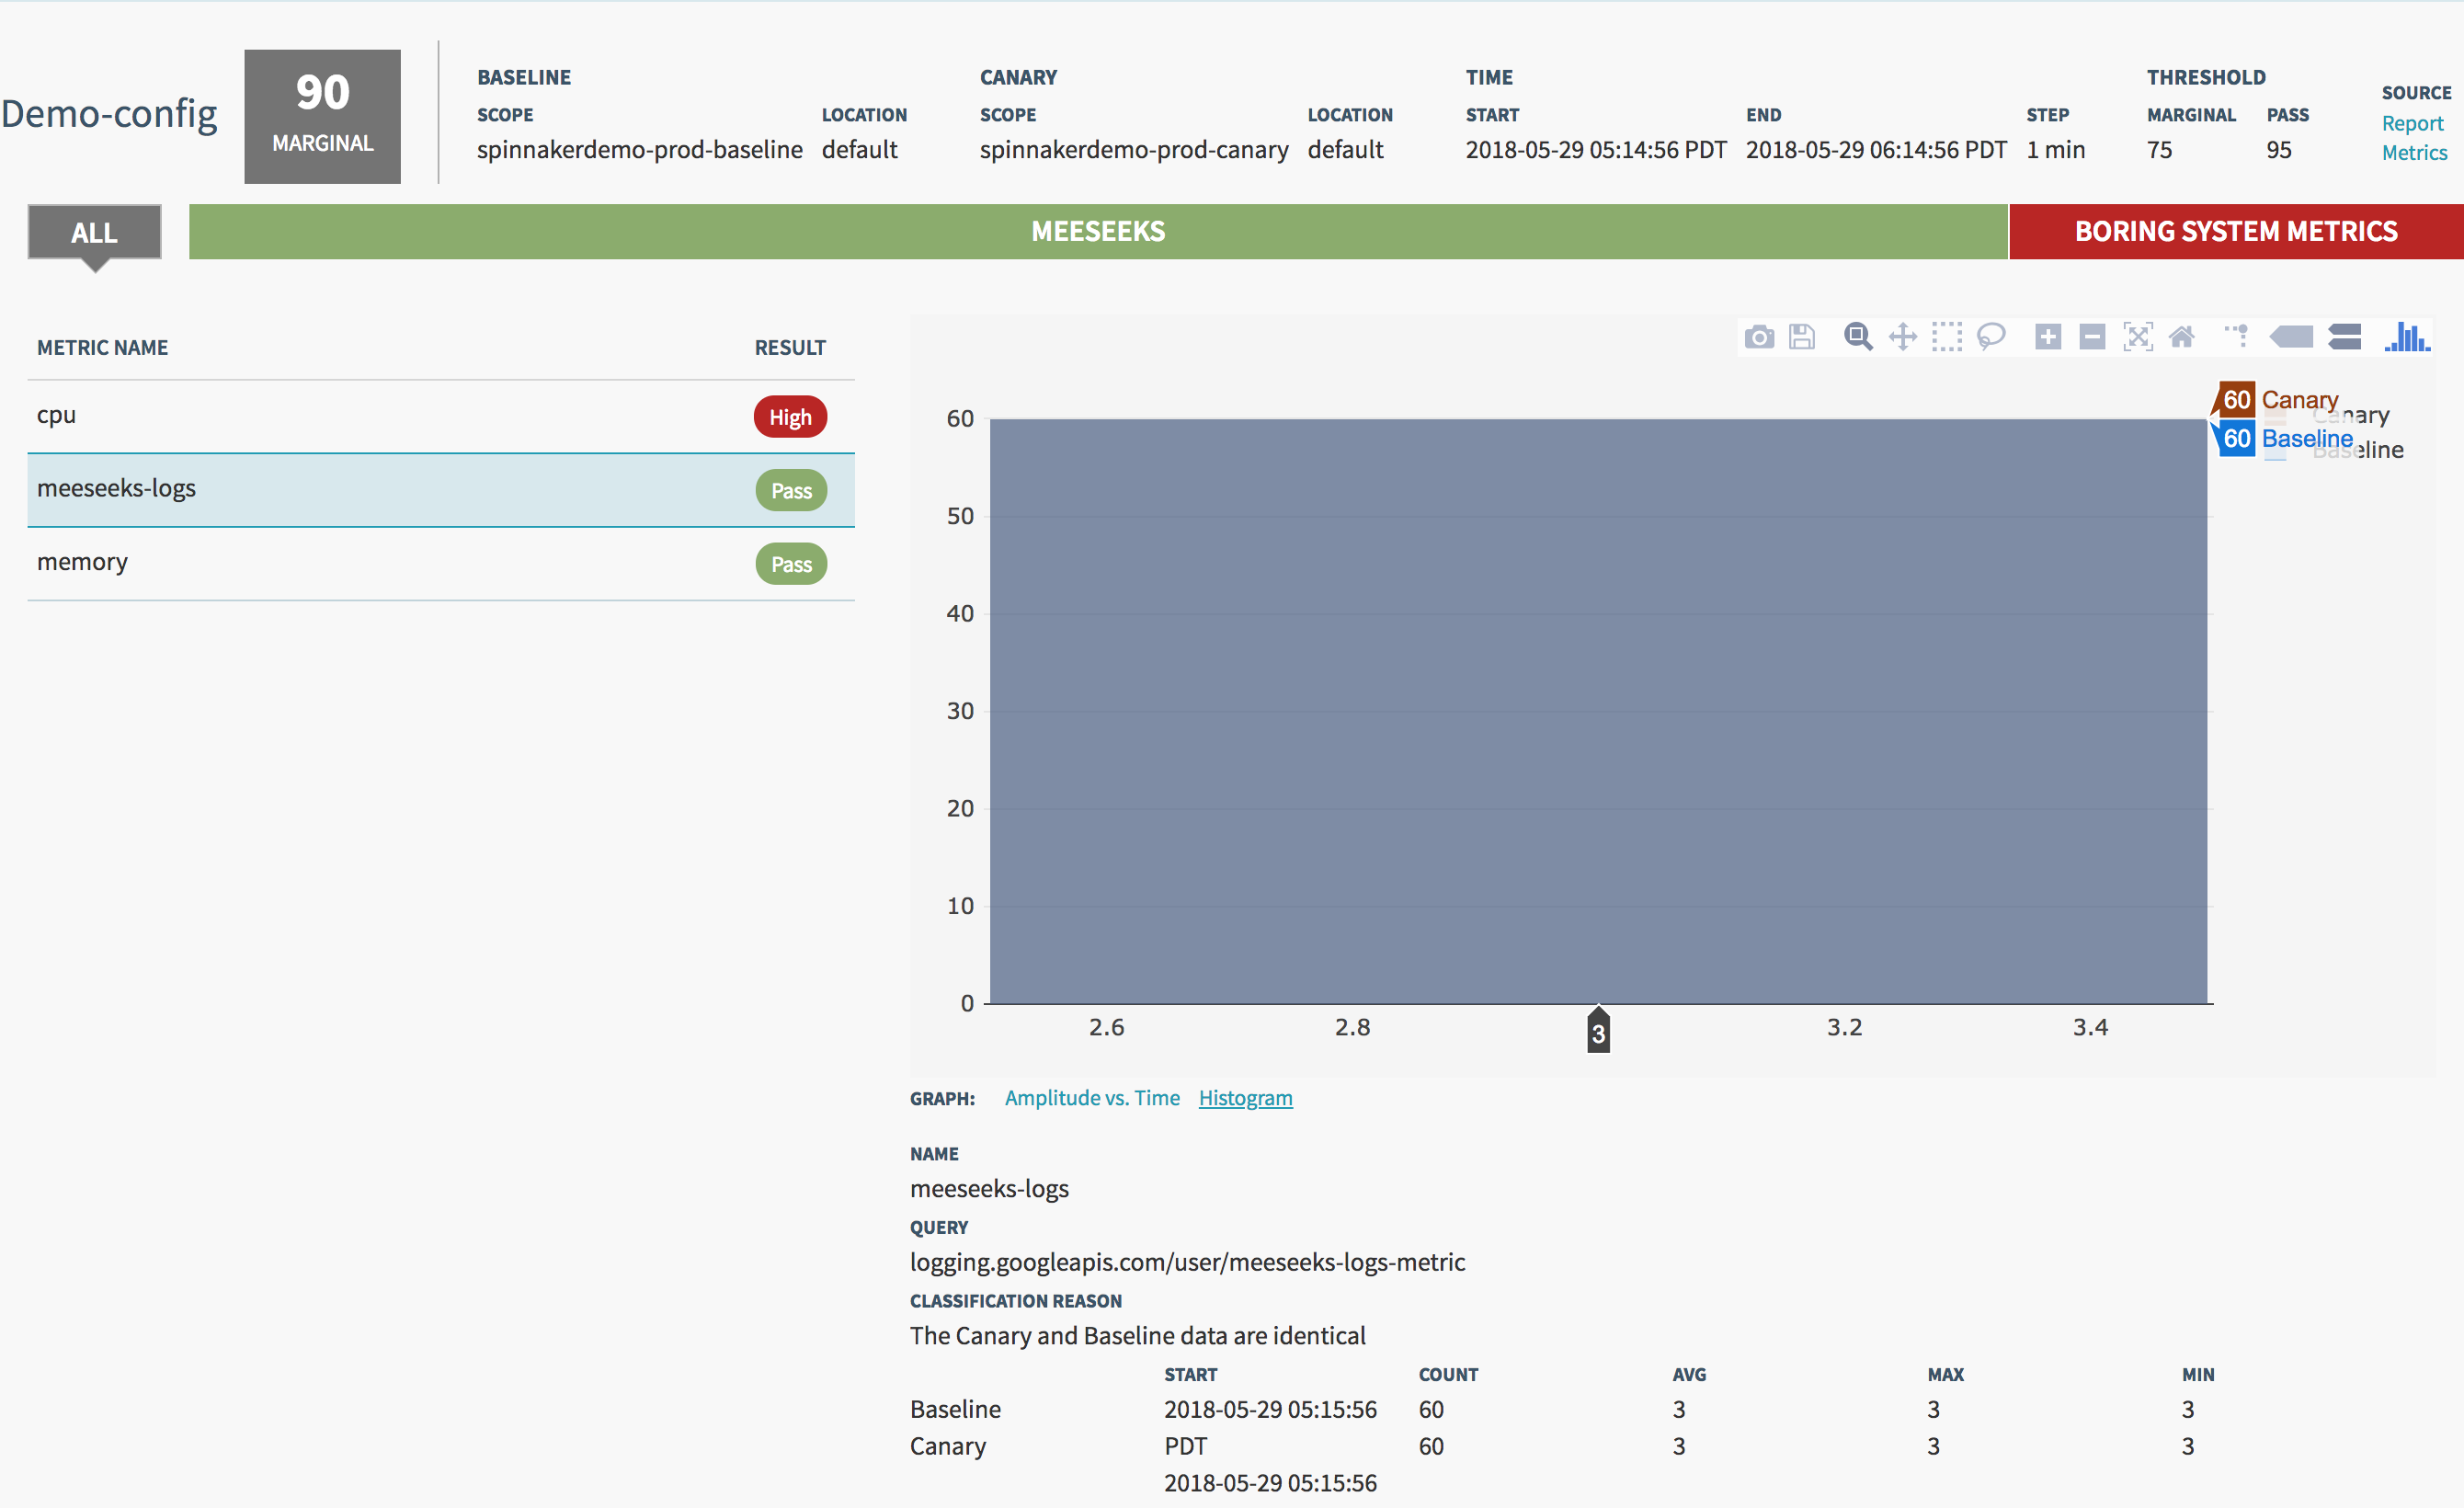 Demo-config
90
MARGINAL
BASELINE
SCOPE LOCATION
spinnakerdemo-prod-baseline default
CANARY
SCOPE LOCATION
spinnakerdemo-prod-canary default
TIME
START END STEP
2018-05-29 05:14:56 PDT 2018-05-29 06:14:56 PDT 1 min
THRESHOLD
MARGINAL PASS
75 95
SOURCE
Report
Metrics
ALL MEESEEKS BORING SYSTEM METRICS
METRIC NAME RESULT
cpu High
meeseeks-logs Pass
memory Pass
60 Canary
Canary
60 Baseline
Baseline
60
50
40
30
20
10
0
2.6 2.8 3 3.2 3.4
GRAPH: Amplitude vs. Time Histogram
NAME
meeseeks-logs
QUERY
logging.googleapis.com/user/meeseeks-logs-metric
CLASSIFICATION REASON
The Canary and Baseline data are identical
START COUNT AVG MAX MIN
Baseline 2018-05-29 05:15:56 60 3 3 3
Canary PDT 60 3 3 3
2018-05-29 05:15:56